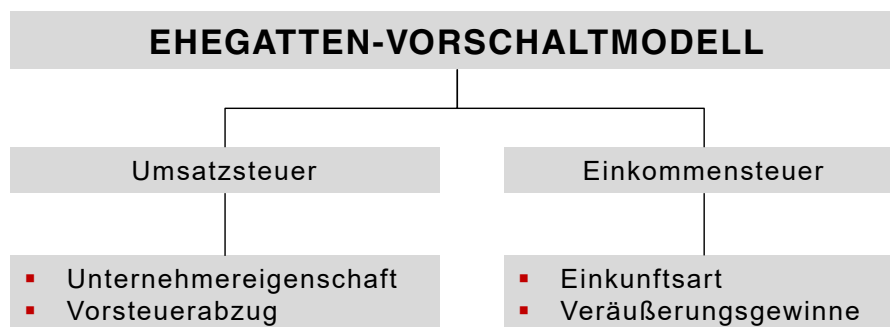 EHEGATTEN-VORSCHALTMODELL
Umsatzsteuer
Einkommensteuer
▪ Unternehmereigenschaft
▪ Vorsteuerabzug
▪ Einkunftsart
▪ Veräußerungsgewinne